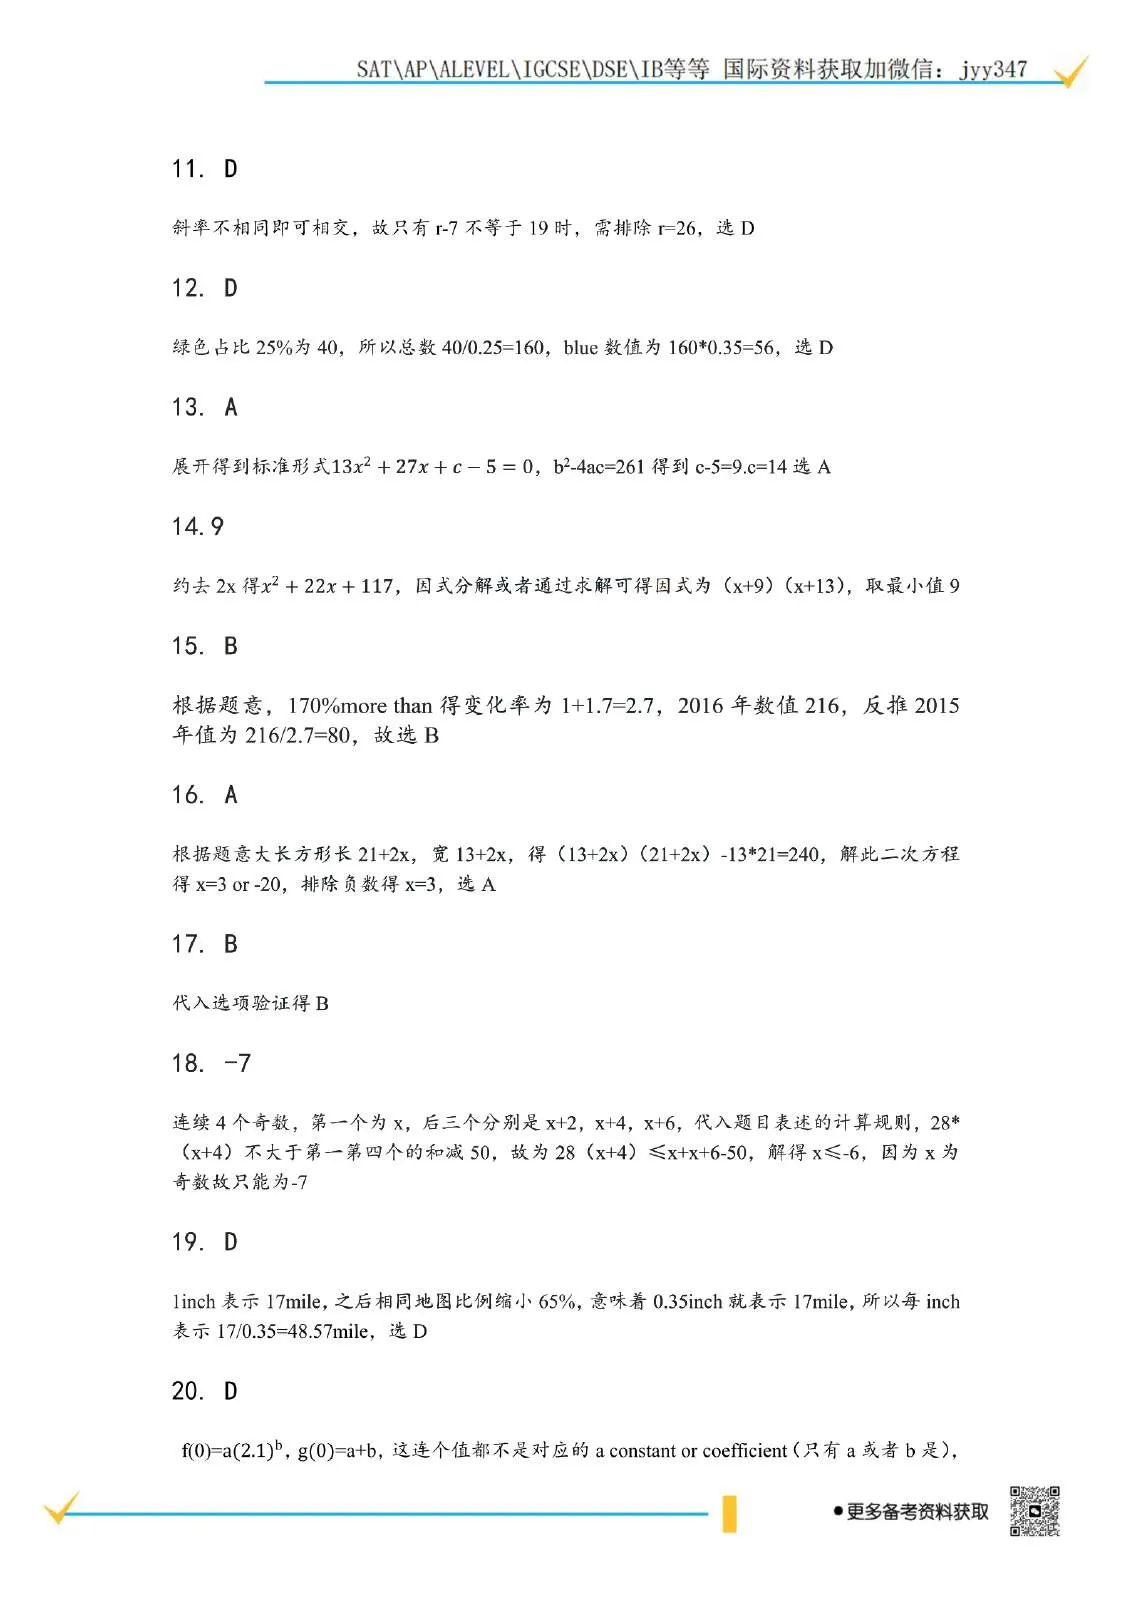 SAT\AP\ALEVEL\IGCSE\DSE\IB等等 国际资料获取加微信：jyy347
11. D
斜率不相同即可相交，故只有 r-7 不等于 19 时，需排除 r=26，选 D
12. D
绿色占比 25%为 40，所以总数 40/0.25=160，blue 数值为 160*0.35=56，选 D
13. A
展开得到标准形式13x² + 27x + c − 5 = 0，b²-4ac=261 得到 c-5=9.c=14 选 A
14.9
约去 2x 得x² + 22x + 117，因式分解或者通过求解可得因式为（x+9）（x+13），取最小值 9
15. B
根据题意，170%more than 得变化率为 1+1.7=2.7，2016 年数值 216，反推 2015
年值为 216/2.7=80，故选 B
16. A
根据题意大长方形长 21+2x，宽 13+2x，得（13+2x）（21+2x）-13*21=240，解此二次方程
得 x=3 or -20，排除负数得 x=3，选 A
17. B
代入选项验证得 B
18. -7
连续 4 个奇数，第一个为 x，后三个分别是 x+2，x+4，x+6，代入题目表述的计算规则，28*
（x+4）不大于第一第四个的和减 50，故为 28（x+4）≤x+x+6-50，解得 x≤-6，因为 x 为
奇数故只能为-7
19. D
1inch 表示 17mile，之后相同地图比例缩小 65%，意味着 0.35inch 就表示 17mile，所以每 inch
表示 17/0.35=48.57mile，选 D
20. D
f(0)=a(2.1)ᵇ，g(0)=a+b，这连个值都不是对应的 a constant or coefficient（只有 a 或者 b 是），
●更多备考资料获取